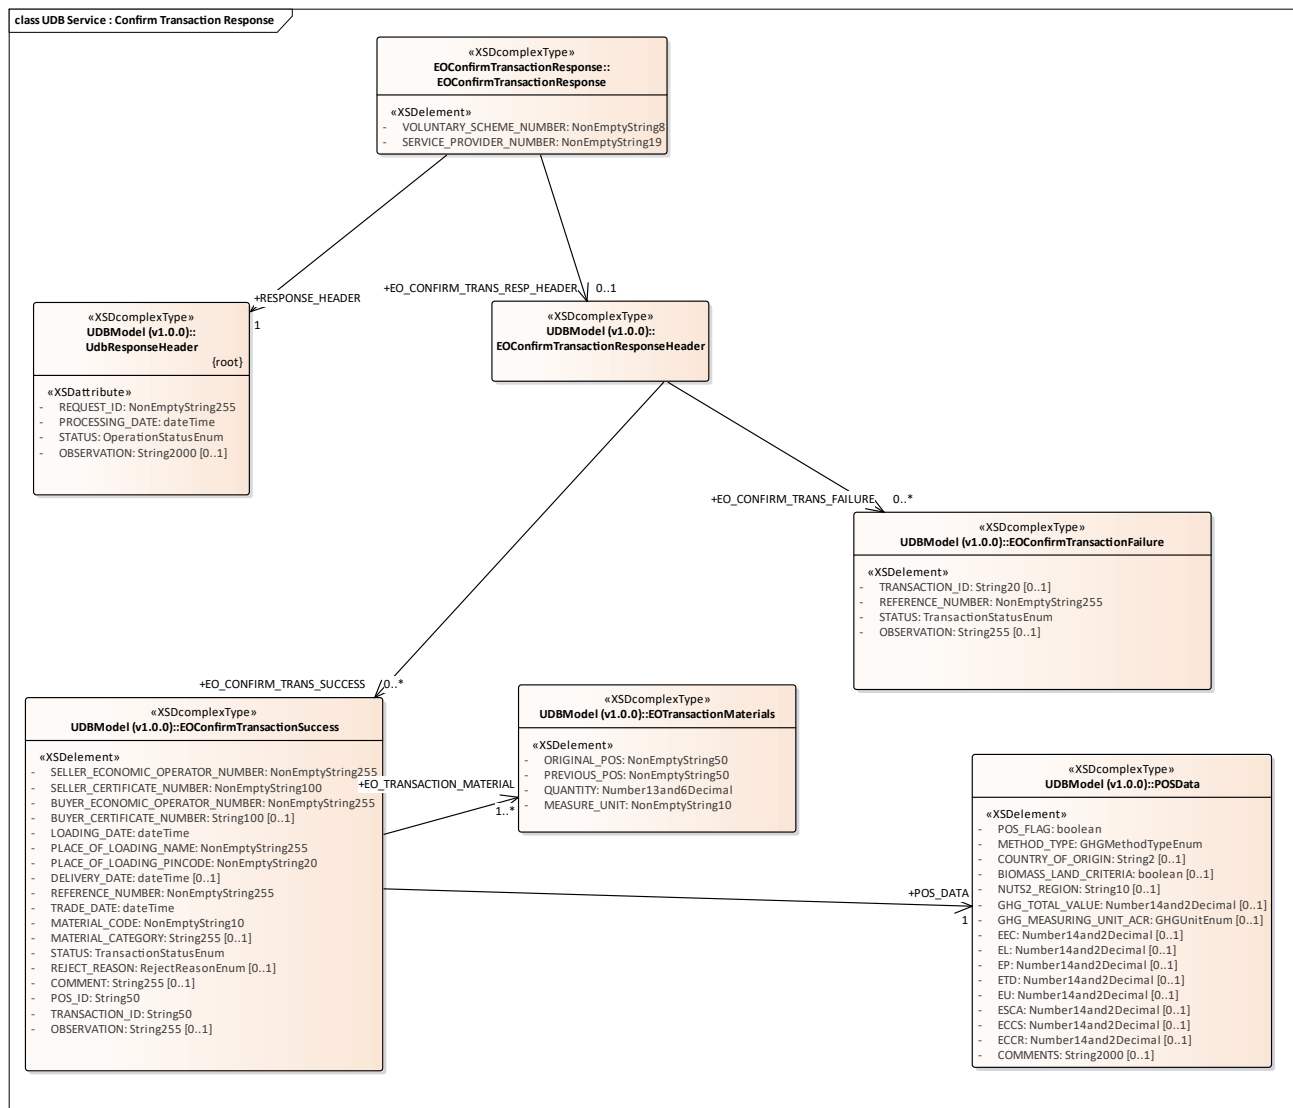 class UDB Service : Confirm Transaction Response
«XSDcomplexType»
EOConfirmTransactionResponse::
EOConfirmTransactionResponse
«XSDelement»
- VOLUNTARY_SCHEME_NUMBER: NonEmptyString8
- SERVICE_PROVIDER_NUMBER: NonEmptyString19
+RESPONSE_HEADER
1
+EO_CONFIRM_TRANS_RESP_HEADER
0..1
«XSDcomplexType»
UDBModel (v1.0.0)::
UdbResponseHeader
{root}
«XSDattribute»
- REQUEST_ID: NonEmptyString255
- PROCESSING_DATE: dateTime
- STATUS: OperationStatusEnum
- OBSERVATION: String2000 [0..1]
«XSDcomplexType»
UDBModel (v1.0.0)::
EOConfirmTransactionResponseHeader
+EO_CONFIRM_TRANS_FAILURE
0..*
«XSDcomplexType»
UDBModel (v1.0.0)::EOConfirmTransactionFailure
«XSDelement»
- TRANSACTION_ID: String20 [0..1]
- REFERENCE_NUMBER: NonEmptyString255
- STATUS: TransactionStatusEnum
- OBSERVATION: String255 [0..1]
+EO_CONFIRM_TRANS_SUCCESS
0..*
«XSDcomplexType»
UDBModel (v1.0.0)::EOConfirmTransactionSuccess
«XSDelement»
- SELLER_ECONOMIC_OPERATOR_NUMBER: NonEmptyString255
- SELLER_CERTIFICATE_NUMBER: NonEmptyString100
- BUYER_ECONOMIC_OPERATOR_NUMBER: NonEmptyString255
- BUYER_CERTIFICATE_NUMBER: String100 [0..1]
- LOADING_DATE: dateTime
- PLACE_OF_LOADING_NAME: NonEmptyString255
- PLACE_OF_LOADING_PINCODE: NonEmptyString20
- DELIVERY_DATE: dateTime [0..1]
- REFERENCE_NUMBER: NonEmptyString255
- TRADE_DATE: dateTime
- MATERIAL_CODE: NonEmptyString10
- MATERIAL_CATEGORY: String255 [0..1]
- STATUS: TransactionStatusEnum
- REJECT_REASON: RejectReasonEnum [0..1]
- COMMENT: String255 [0..1]
- POS_ID: String50
- TRANSACTION_ID: String50
- OBSERVATION: String255 [0..1]
+EO_TRANSACTION_MATERIAL
1..*
«XSDcomplexType»
UDBModel (v1.0.0)::EOTransactionMaterials
«XSDelement»
- ORIGINAL_POS: NonEmptyString50
- PREVIOUS_POS: NonEmptyString50
- QUANTITY: Number13and6Decimal
- MEASURE_UNIT: NonEmptyString10
+POS_DATA
1
«XSDcomplexType»
UDBModel (v1.0.0)::POSData
«XSDelement»
- POS_FLAG: boolean
- METHOD_TYPE: GHGMethodTypeEnum
- COUNTRY_OF_ORIGIN: String2 [0..1]
- BIOMASS_LAND_CRITERIA: boolean [0..1]
- NUTS2_REGION: String10 [0..1]
- GHG_TOTAL_VALUE: Number14and2Decimal [0..1]
- GHG_MEASURING_UNIT_ACR: GHGUnitEnum [0..1]
- EEC: Number14and2Decimal [0..1]
- EL: Number14and2Decimal [0..1]
- EP: Number14and2Decimal [0..1]
- ETD: Number14and2Decimal [0..1]
- EU: Number14and2Decimal [0..1]
- ESCA: Number14and2Decimal [0..1]
- ECCS: Number14and2Decimal [0..1]
- ECCR: Number14and2Decimal [0..1]
- COMMENTS: String2000 [0..1]